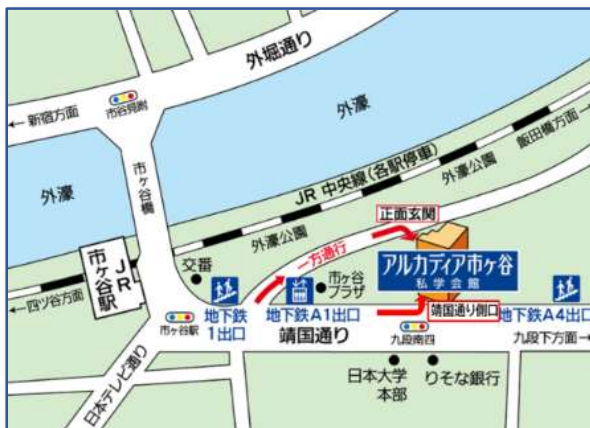 外堀通り
市谷見附
←新宿方面
外濠
飯田橋方面→
市ヶ谷橋
JR 中央線(各駅停車)
外濠公園
外濠
正面玄関
外濠公園
一方通行
交番
JR
市ヶ谷駅
市ヶ谷
プラザ
アルカディア市ヶ谷
私学会館
←四ツ谷方面
地下鉄
1出口
地下鉄A1出口
靖国通り側口
地下鉄A4出口
市ヶ谷駅
靖国通り
九段南四
九段下方面→
日本テレビ通り
日本大学
本部
りそな銀行